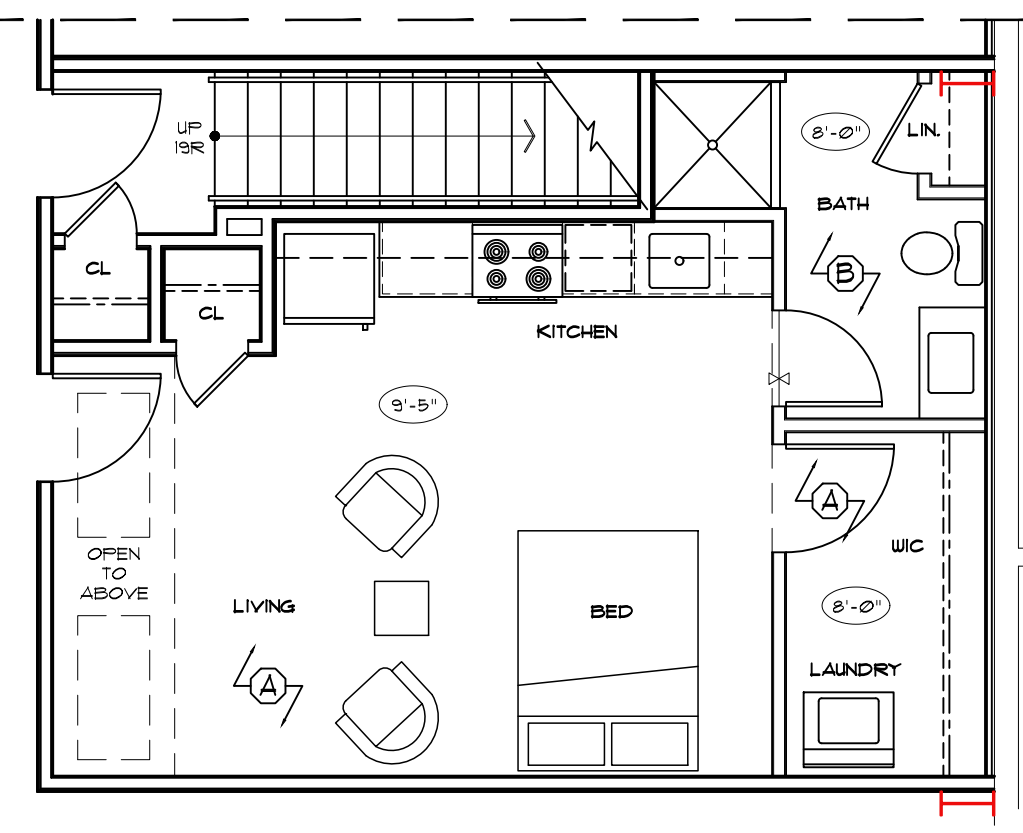 UP
19R
8'-0"
LIN.
BATH
CL
B
CL
KITCHEN
9'-5"
A
WIC
OPEN
TO
ABOVE
LIVING
BED
8'-0"
LAUNDRY
A